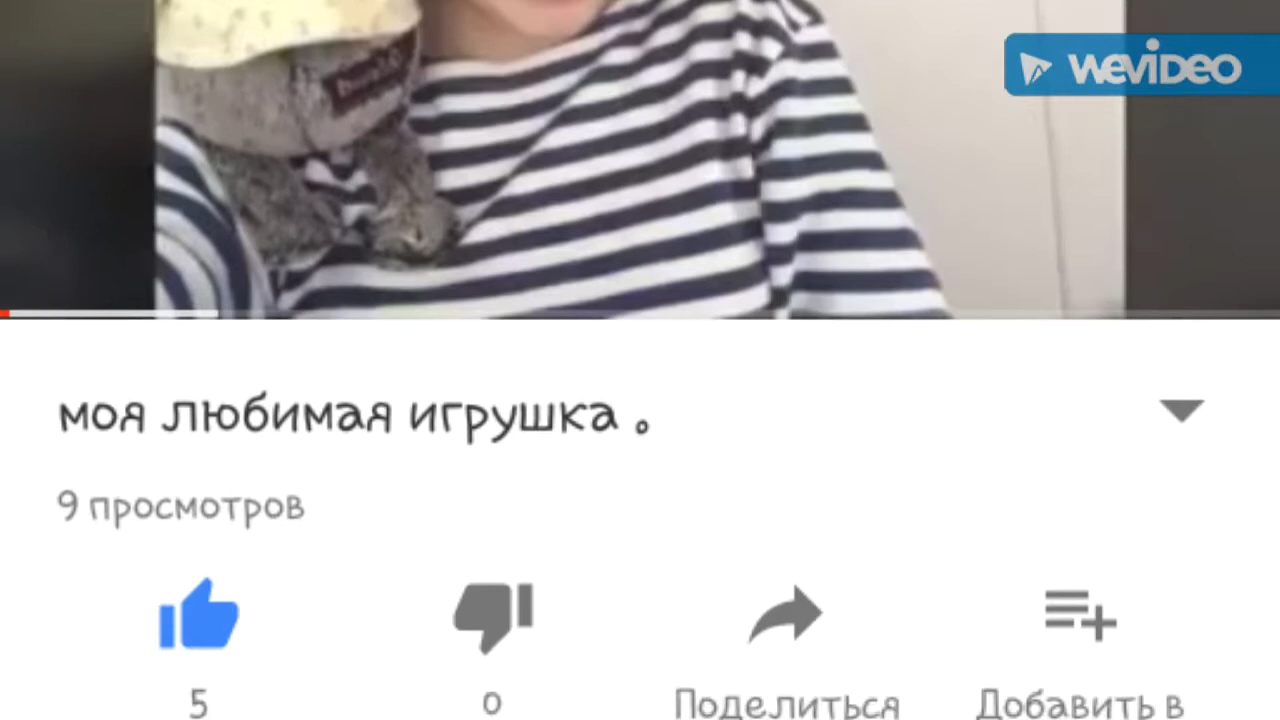 WEVIDEO
моя любимая игрушка .
9 просмотров
5
0
Поделиться
Добавить в